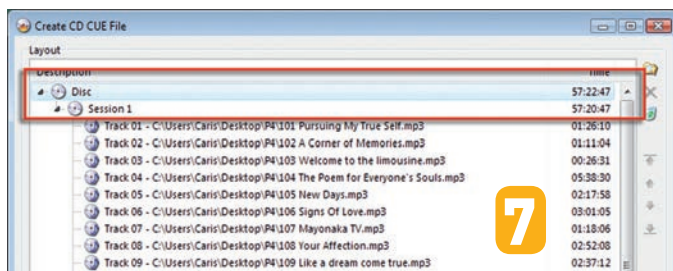 Create CD CUE File
Layout
Description Time
Disc 57:22:47
Session 1 57:20:47
Track 01 - C:\Users\Caris\Desktop\P4\101 Pursuing My True Self.mp3 01:26:10
Track 02 - C:\Users\Caris\Desktop\P4\102 A Corner of Memories.mp3 01:11:04
Track 03 - C:\Users\Caris\Desktop\P4\103 Welcome to the limousine.mp3 00:26:31
Track 04 - C:\Users\Caris\Desktop\P4\104 The Poem for Everyone's Souls.mp3 05:38:30
Track 05 - C:\Users\Caris\Desktop\P4\105 New Days.mp3 02:17:58
Track 06 - C:\Users\Caris\Desktop\P4\106 Signs Of Love.mp3 03:01:05
Track 07 - C:\Users\Caris\Desktop\P4\107 Mayonaka TV.mp3 01:18:06
Track 08 - C:\Users\Caris\Desktop\P4\108 Your Affection.mp3 02:52:08
Track 09 - C:\Users\Caris\Desktop\P4\109 Like a dream come true.mp3 02:37:12
7